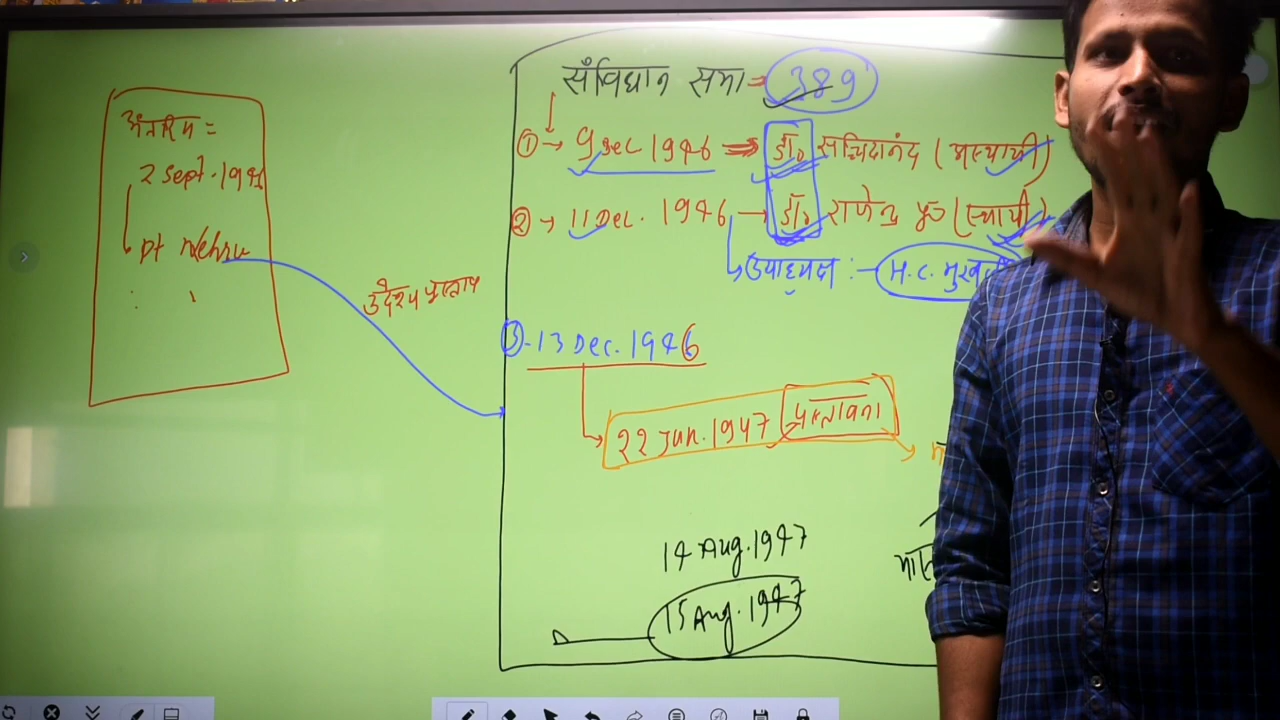 अंतरिम =
2 Sept. 1946
pt Nehru
उद्देश्य प्रस्ताव
संविधान सभा = 389
① → 9 Dec 1946 ⇒ डॉ॰ सच्चिदानंद (अस्थायी)
② → 11 Dec. 1946 → डॉ॰ राजेन्द्र प्र॰ (स्थायी)
उपाध्यक्ष :- H.C. मुखर्जी
③ - 13 Dec. 1946
22 Jan. 1947 प्रस्तावना
14 Aug. 1947
15 Aug. 1947